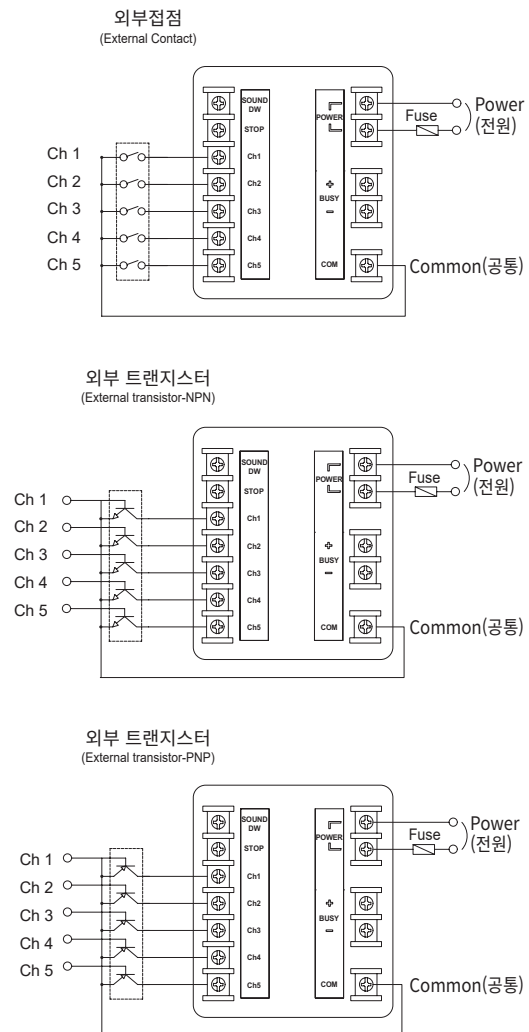 외부접점
(External Contact)
SOUND
DW
STOP
POWER
Fuse
Power
(전원)
Ch 1
Ch1
Ch 2
Ch2
BUSY
Ch 3
Ch3
Ch 4
Ch4
Ch 5
Ch5
COM
Common(공통)
외부 트랜지스터
(External transistor-NPN)
SOUND
DW
STOP
POWER
Fuse
Power
(전원)
Ch 1
Ch1
Ch 2
Ch2
BUSY
Ch 3
Ch3
Ch 4
Ch4
Ch 5
Ch5
COM
Common(공통)
외부 트랜지스터
(External transistor-PNP)
SOUND
DW
STOP
POWER
Fuse
Power
(전원)
Ch 1
Ch1
Ch 2
Ch2
BUSY
Ch 3
Ch3
Ch 4
Ch4
Ch 5
Ch5
COM
Common(공통)